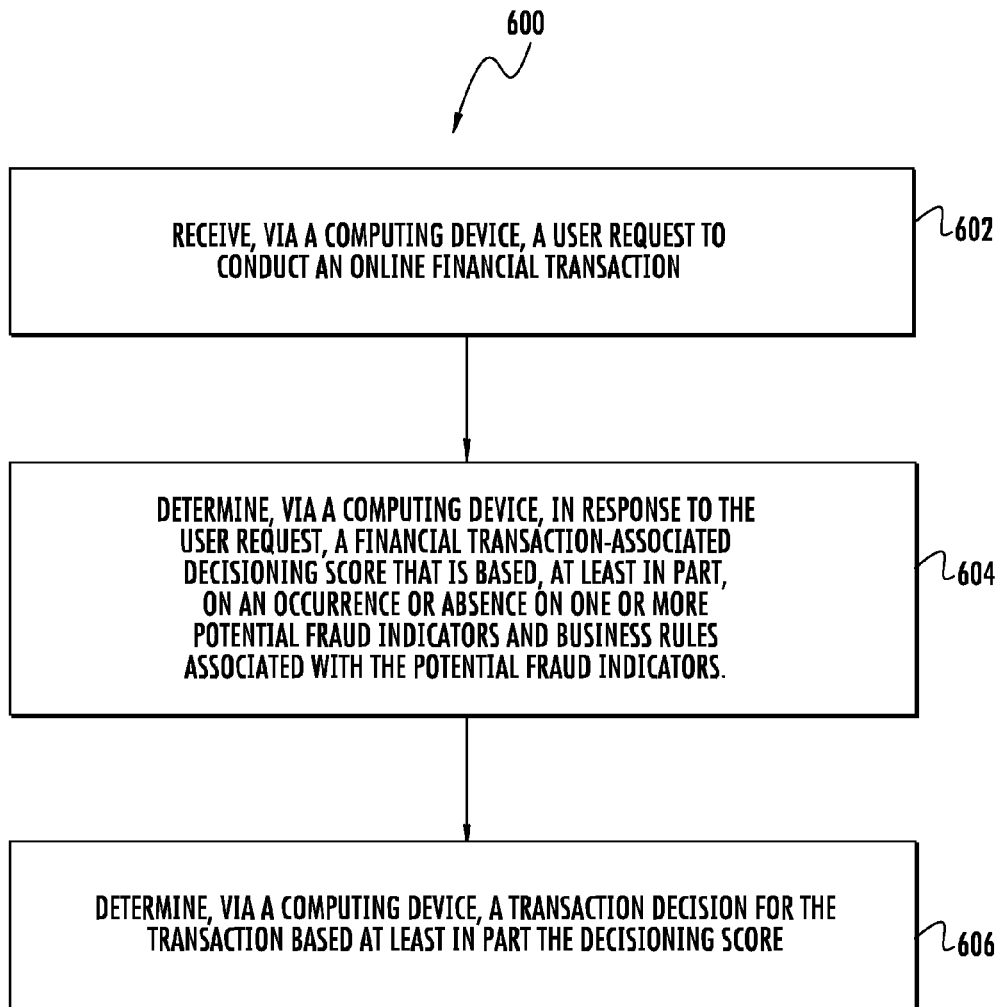 600
RECEIVE, VIA A COMPUTING DEVICE, A USER REQUEST TO
CONDUCT AN ONLINE FINANCIAL TRANSACTION
602
DETERMINE, VIA A COMPUTING DEVICE, IN RESPONSE TO THE
USER REQUEST, A FINANCIAL TRANSACTION-ASSOCIATED
DECISIONING SCORE THAT IS BASED, AT LEAST IN PART,
ON AN OCCURRENCE OR ABSENCE ON ONE OR MORE
POTENTIAL FRAUD INDICATORS AND BUSINESS RULES
ASSOCIATED WITH THE POTENTIAL FRAUD INDICATORS.
604
DETERMINE, VIA A COMPUTING DEVICE, A TRANSACTION DECISION FOR THE
TRANSACTION BASED AT LEAST IN PART THE DECISIONING SCORE
606